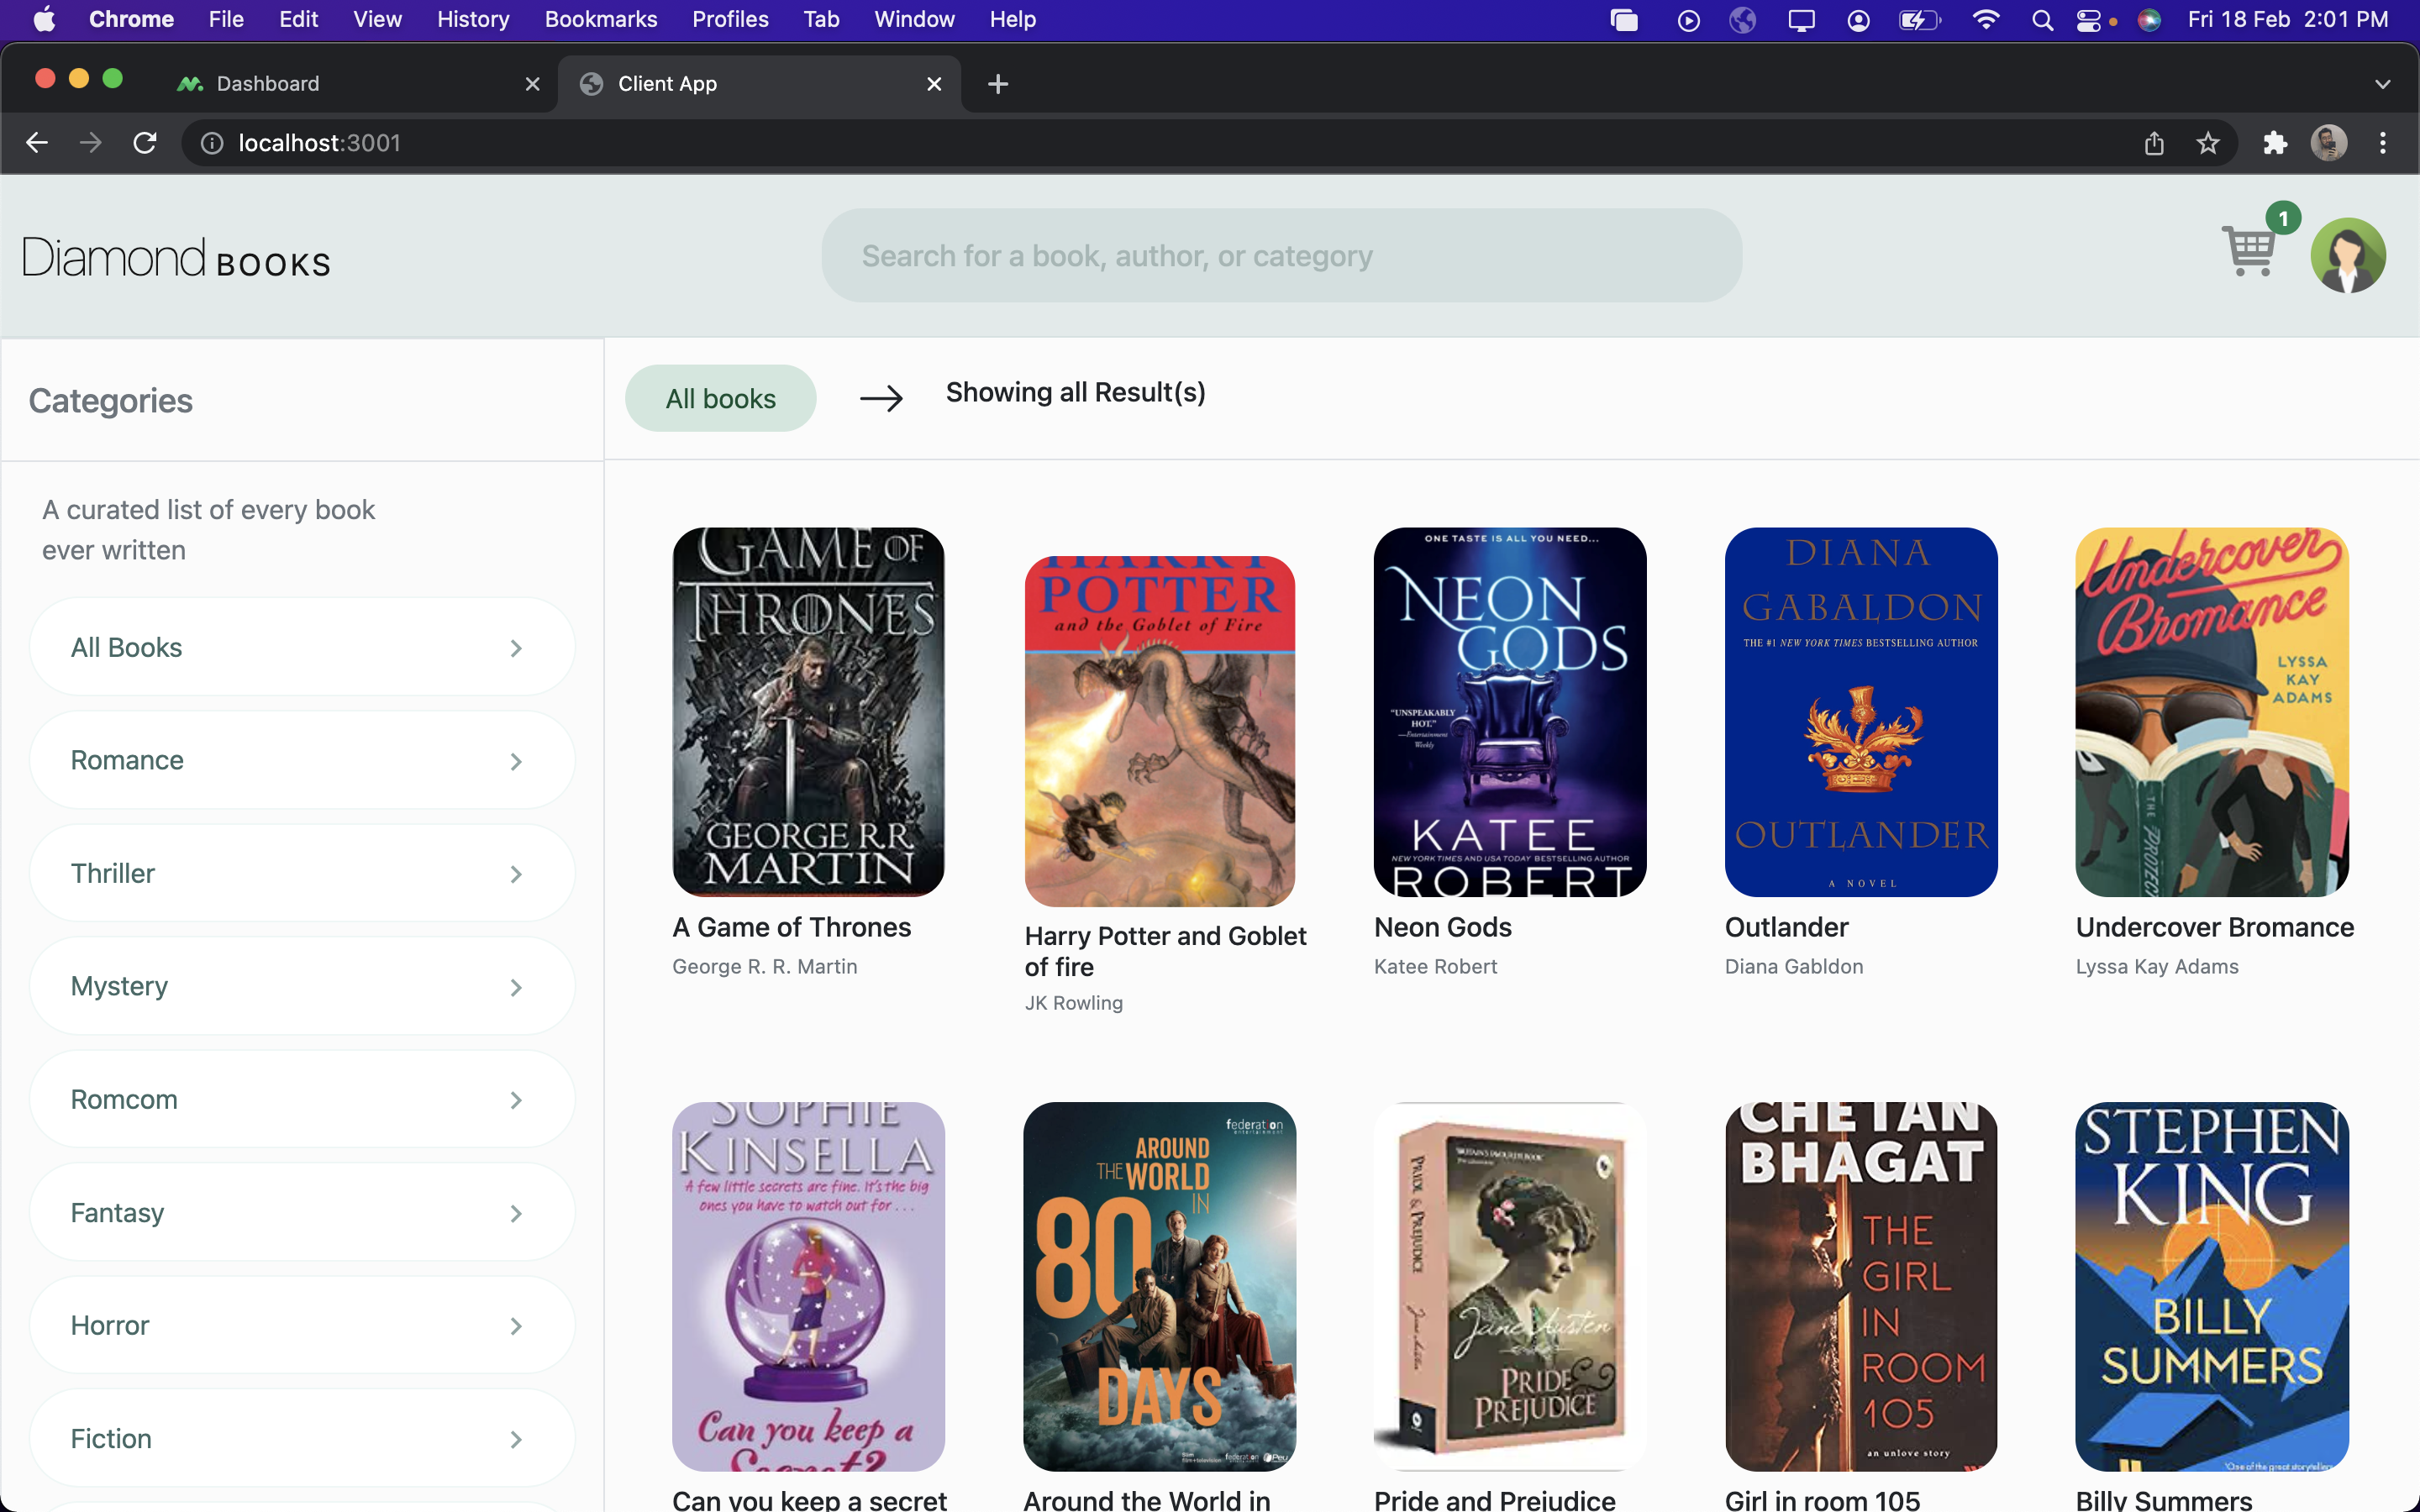 Chrome File Edit View History Bookmarks Profiles Tab Window Help Fri 18 Feb 2:01 PM
Dashboard
Client App
localhost:3001
Diamond BOOKS
Search for a book, author, or category
1
Categories
All books
Showing all Result(s)
A curated list of every book
ever written
All Books
Romance
Thriller
Mystery
Romcom
Fantasy
Horror
Fiction
GAME OF
THRONES
GEORGE R.R.
MARTIN
A Game of Thrones
George R. R. Martin
HARRY
POTTER
and the Goblet of Fire
Harry Potter and Goblet
of fire
JK Rowling
ONE TASTE IS ALL YOU NEED...
NEON
GODS
"UNSPEAKABLY
HOT."
—Entertainment
Weekly
KATEE
NEW YORK TIMES AND USA TODAY BESTSELLING AUTHOR
ROBERT
Neon Gods
Katee Robert
DIANA
GABALDON
THE #1 NEW YORK TIMES BESTSELLING AUTHOR
OUTLANDER
A NOVEL
Outlander
Diana Gabldon
Undercover
Bromance
LYSSA
KAY
ADAMS
THE
Undercover Bromance
Lyssa Kay Adams
SOPHIE
KINSELLA
A few little secrets are fine. It's the big
ones you have to watch out for . . .
Can you keep a
Secret?
Can you keep a secret
federation
entertainment
AROUND
THE WORLD
IN
80
DAYS
Around the World in
PRIDE & PREJUDICE
Jane Austen
PRIDE &
PREJUDICE
Pride and Prejudice
CHETAN
BHAGAT
THE
GIRL
IN
ROOM
105
an unlove story
Girl in room 105
STEPHEN
KING
BILLY
SUMMERS
"One of the great storytellers
Billy Summers